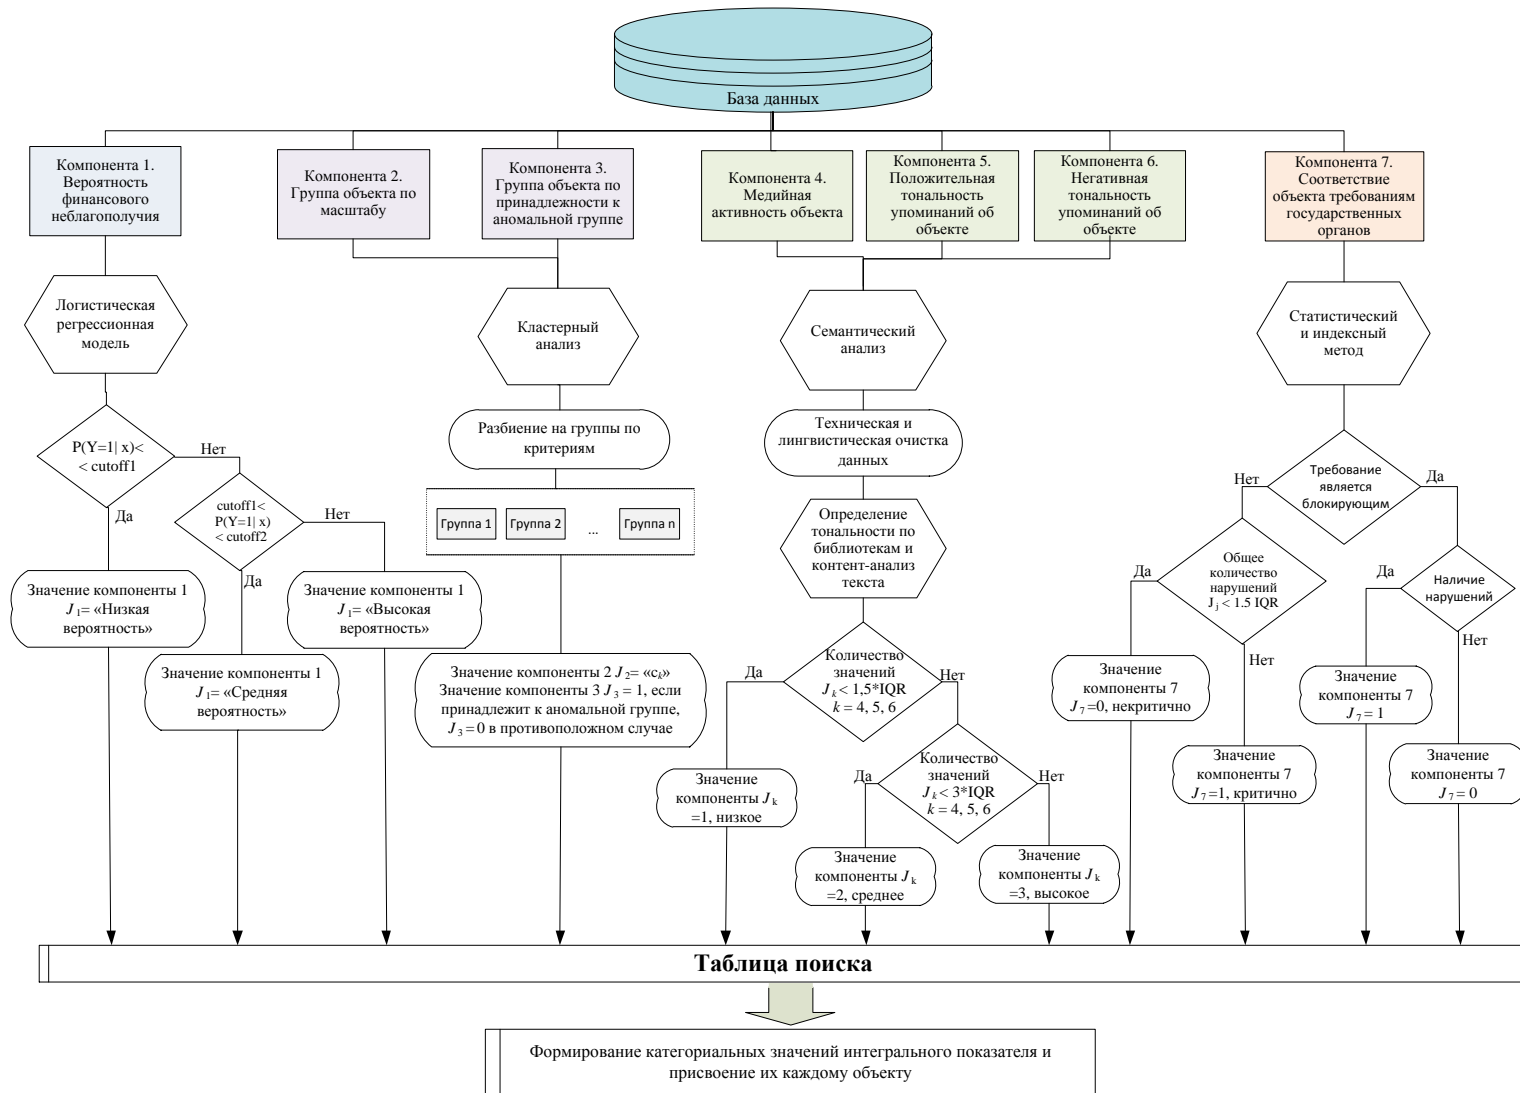 База данных
Компонента 1.
Вероятность
финансового
неблагополучия
Компонента 2.
Группа объекта по
масштабу
Компонента 3.
Группа объекта по
принадлежности к
аномальной группе
Компонента 4.
Медийная
активность объекта
Компонента 5.
Положительная
тональность
упоминаний об
объекте
Компонента 6.
Негативная
тональность
упоминаний об
объекте
Компонента 7.
Соответствие
объекта требованиям
государственных
органов
Логистическая
регрессионная
модель
Кластерный
анализ
Семантический
анализ
Статистический
и индексный
метод
P(Y=1| x)<
< cutoff1
Нет
Да
cutoff1<
P(Y=1| x)
< cutoff2
Нет
Да
Значение компоненты 1
J1= «Низкая
вероятность»
Значение компоненты 1
J1= «Высокая
вероятность»
Значение компоненты 1
J1= «Средняя
вероятность»
Разбиение на группы по
критериям
Группа 1
Группа 2
...
Группа n
Значение компоненты 2 J2= «ck»
Значение компоненты 3 J3 = 1, если
принадлежит к аномальной группе,
J3 = 0 в противоположном случае
Техническая и
лингвистическая очистка
данных
Определение
тональности по
библиотекам и
контент-анализ
текста
Количество
значений
Jk < 1,5*IQR
k = 4, 5, 6
Да
Нет
Значение
компоненты Jk
=1, низкое
Количество
значений
Jk < 3*IQR
k = 4, 5, 6
Да
Нет
Значение
компоненты Jk
=2, среднее
Значение
компоненты Jk
=3, высокое
Требование
является
блокирующим
Нет
Да
Общее
количество
нарушений
Jj < 1.5 IQR
Да
Нет
Наличие
нарушений
Да
Нет
Значение
компоненты 7
J7 =0, некритично
Значение
компоненты 7
J7 =1, критично
Значение
компоненты 7
J7 = 1
Значение
компоненты 7
J7 = 0
Таблица поиска
Формирование категориальных значений интегрального показателя и
присвоение их каждому объекту